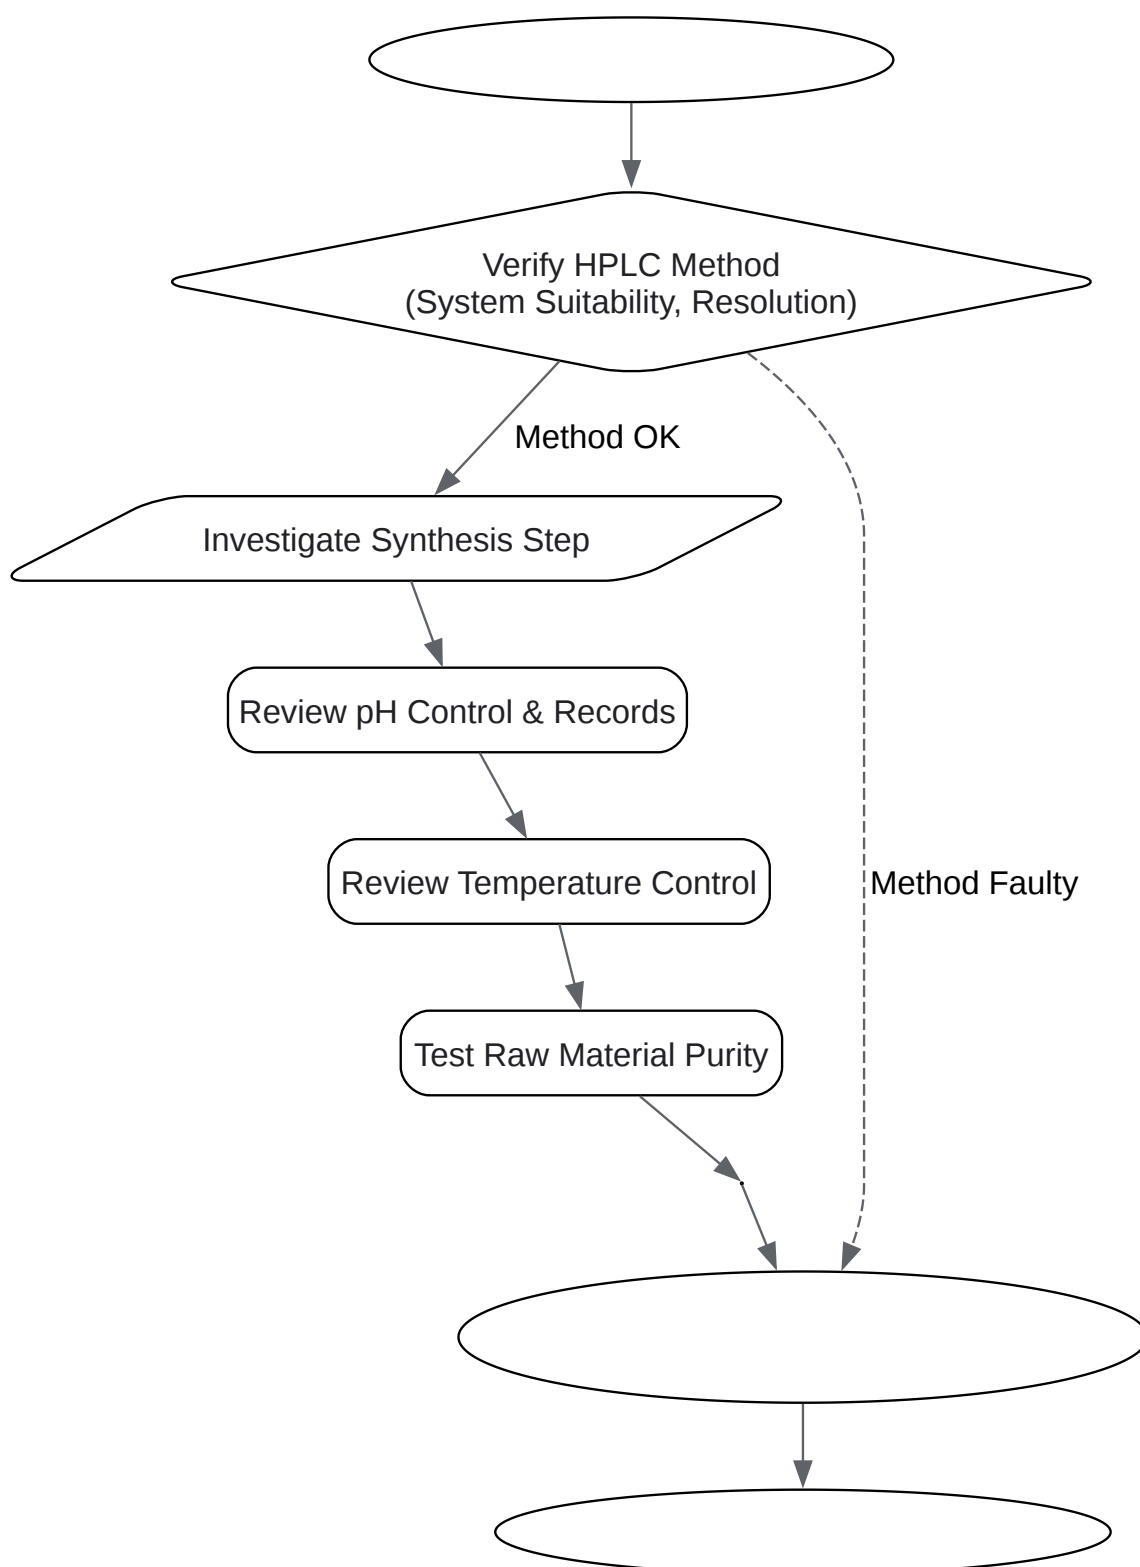 Verify HPLC Method
(System Suitability, Resolution)
Method OK
Investigate Synthesis Step
Review pH Control & Records
Review Temperature Control
Method Faulty
Test Raw Material Purity